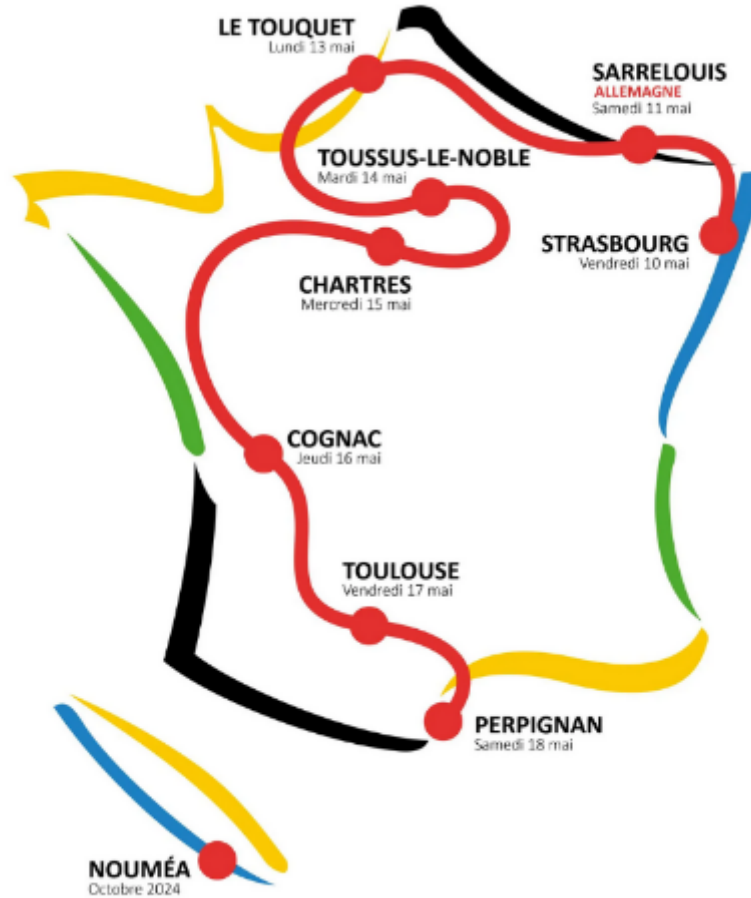 LE TOUQUET
Lundi 13 mai
SARRELOUIS
ALLEMAGNE
Samedi 11 mai
TOUSSUS-LE-NOBLE
Mardi 14 mai
STRASBOURG
Vendredi 10 mai
CHARTRES
Mercredi 15 mai
COGNAC
Jeudi 16 mai
TOULOUSE
Vendredi 17 mai
PERPIGNAN
Samedi 18 mai
NOUMÉA
Octobre 2024